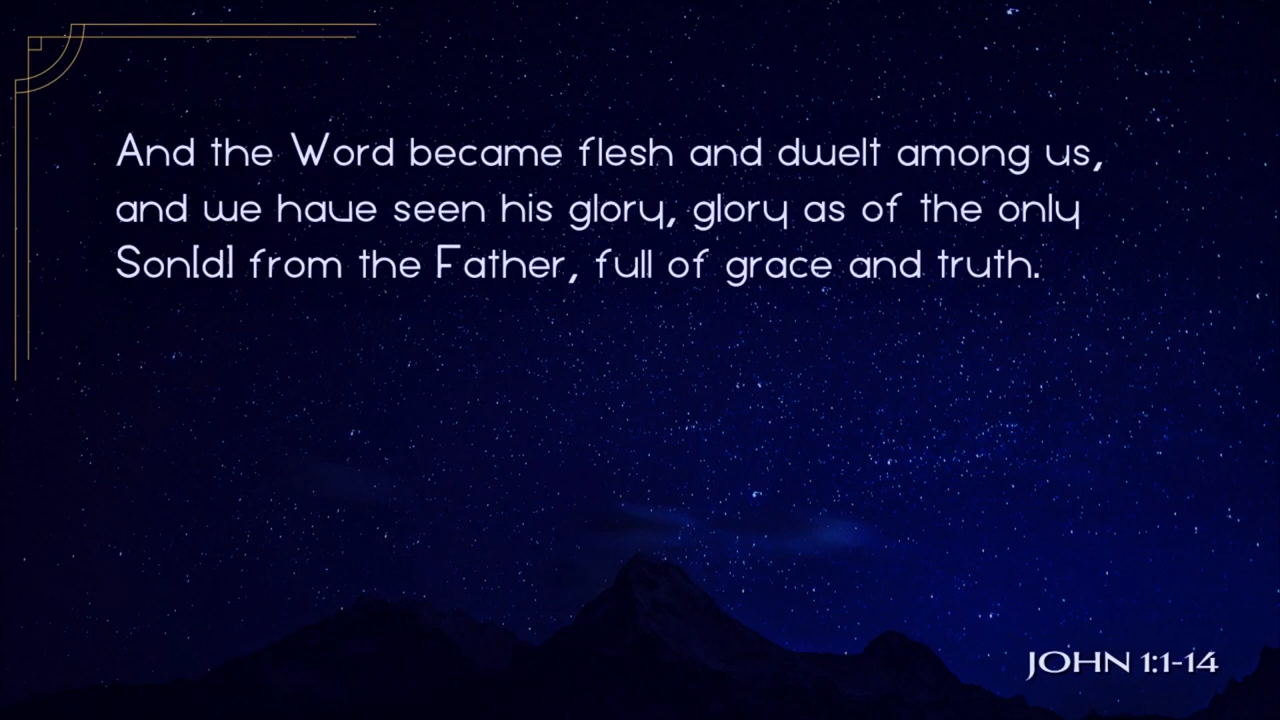 And the Word became flesh and dwelt among us,
and we have seen his glory, glory as of the only
Son[d] from the Father, full of grace and truth.
JOHN 1:1-14